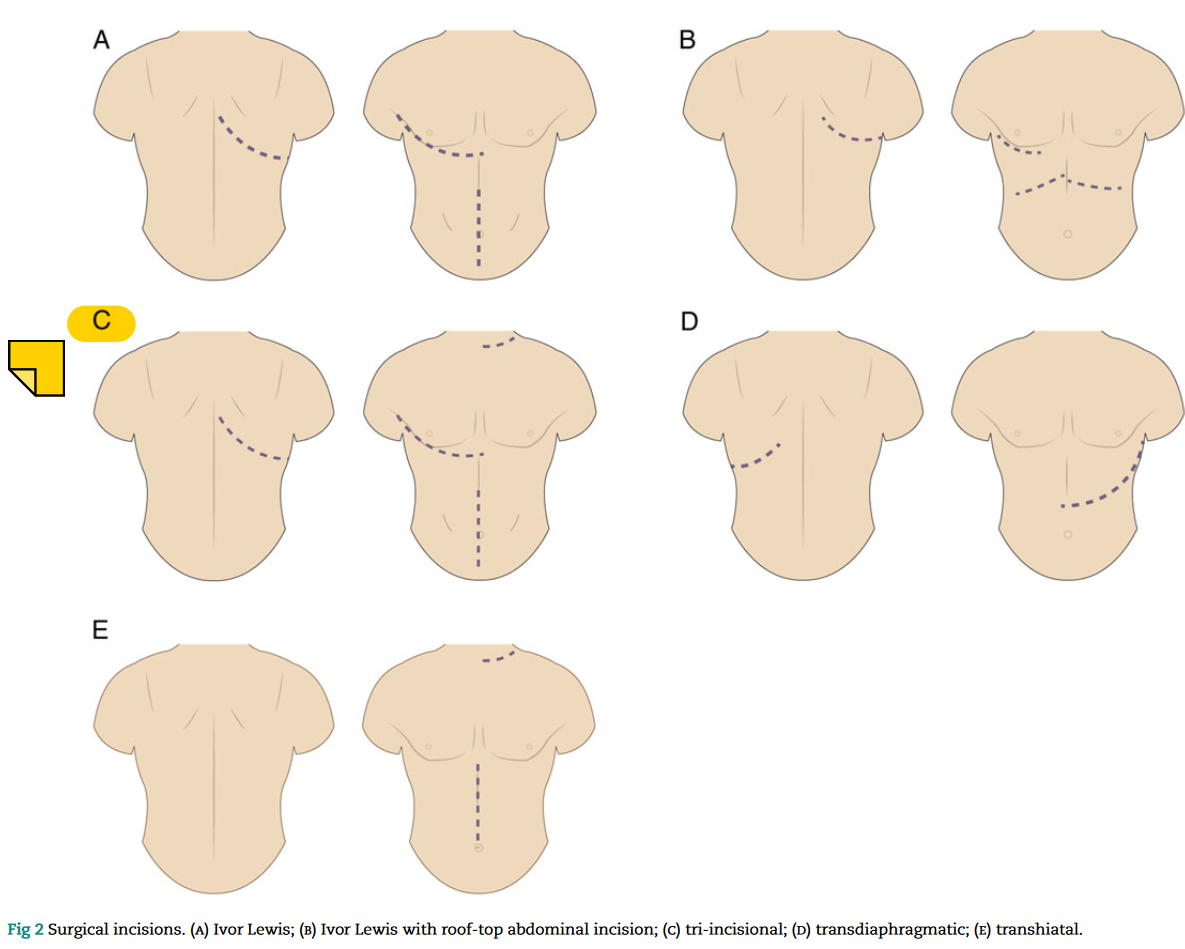 A
B
C
D
E
Fig 2 Surgical incisions. (A) Ivor Lewis; (B) Ivor Lewis with roof-top abdominal incision; (C) tri-incisional; (D) transdiaphragmatic; (E) transhiatal.